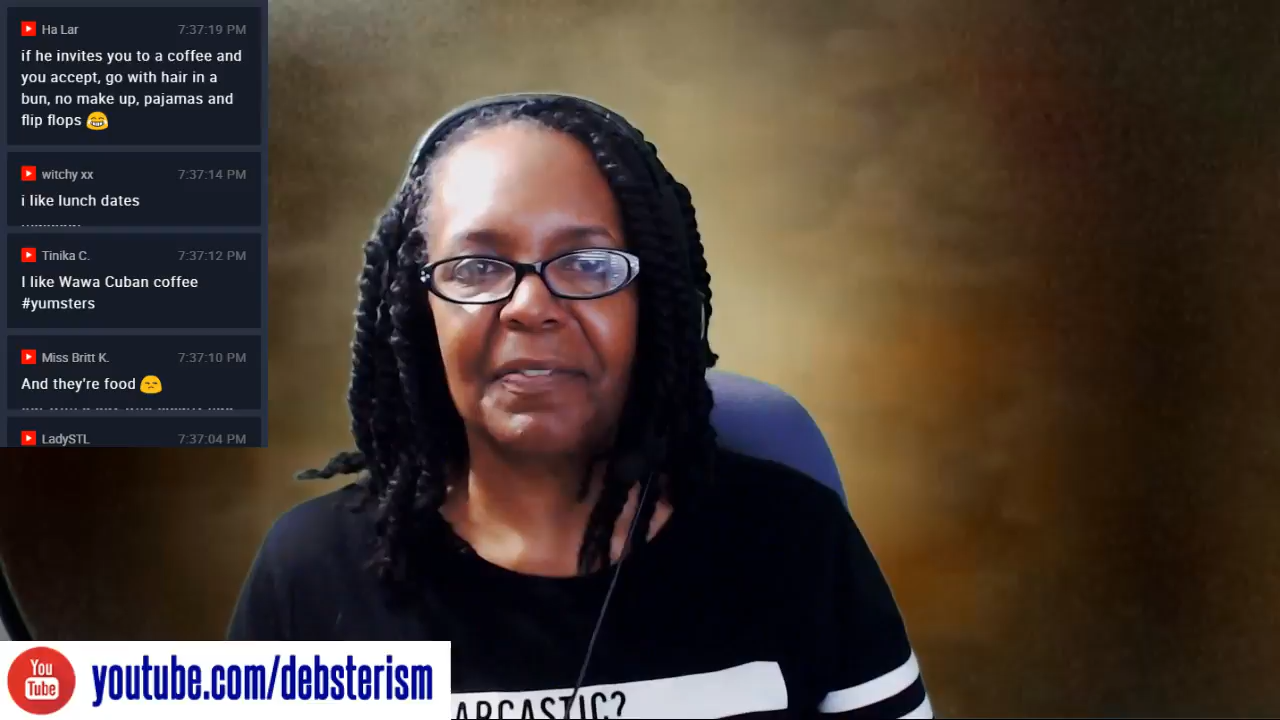 Ha Lar 7:37:19 PM
if he invites you to a coffee and
you accept, go with hair in a
bun, no make up, pajamas and
flip flops 😂
witchy xx 7:37:14 PM
i like lunch dates
Tinika C. 7:37:12 PM
I like Wawa Cuban coffee
#yumsters
Miss Britt K. 7:37:10 PM
And they're food 😒
LadySTL 7:37:04 PM
You
Tube
youtube.com/debsterism
ARCASTIC?